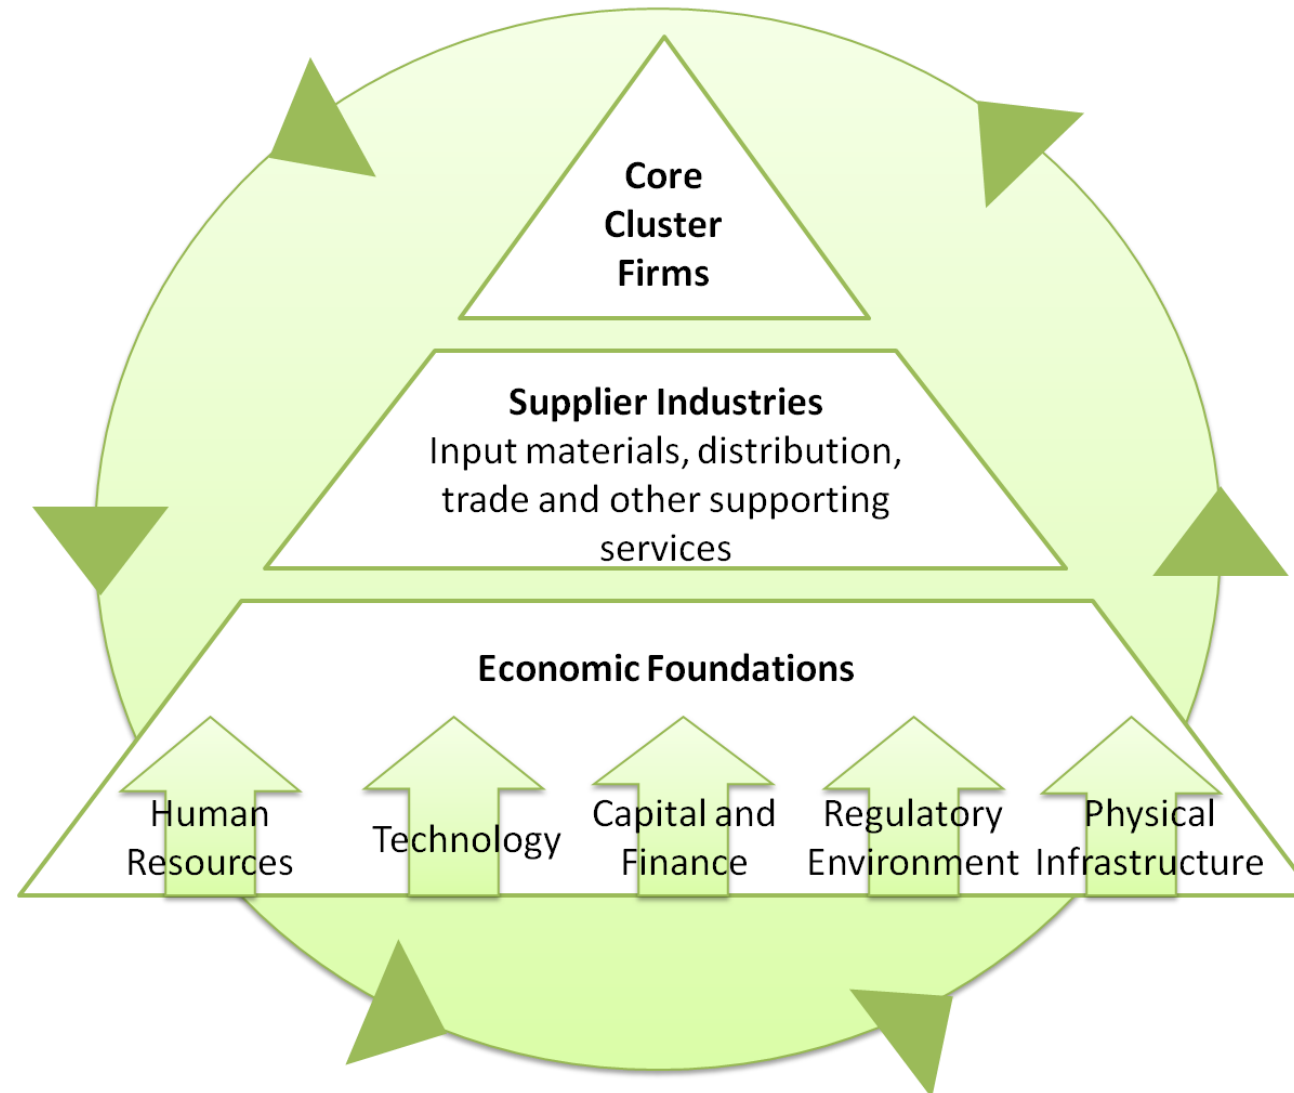 Core
Cluster
Firms
Supplier Industries
Input materials, distribution,
trade and other supporting
services
Economic Foundations
Human
Resources
Technology
Capital and
Finance
Regulatory
Environment
Physical
Infrastructure